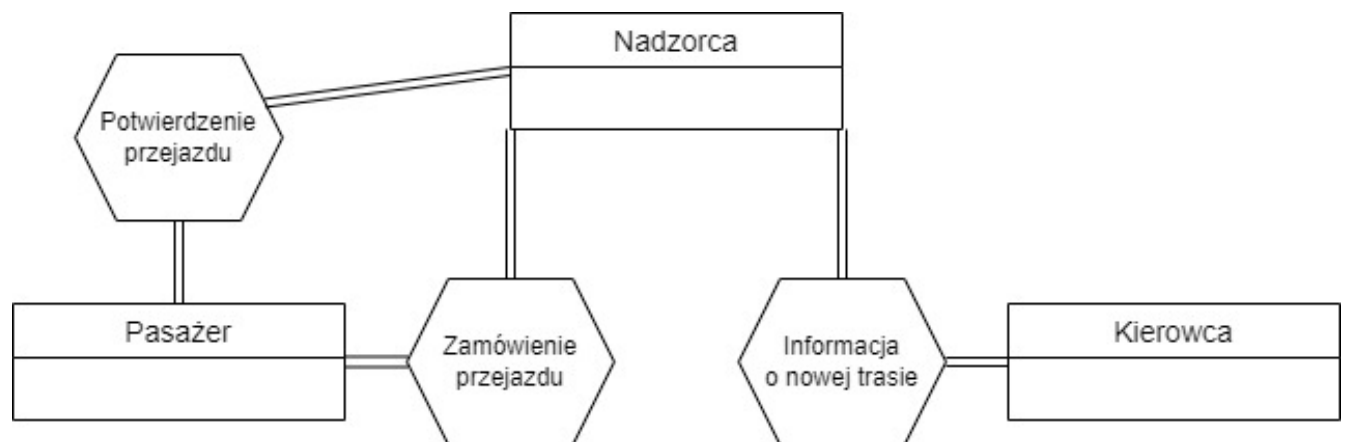 Nadzorca
Potwierdzenie
przejazdu
Pasażer
Zamówienie
przejazdu
Informacja
o nowej trasie
Kierowca